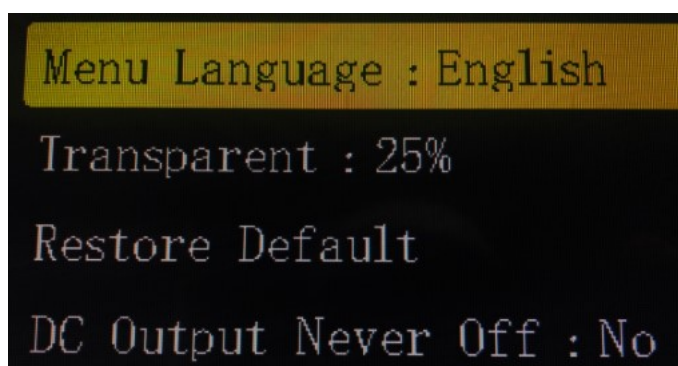 Menu Language : English
Transparent : 25%
Restore Default
DC Output Never Off : No